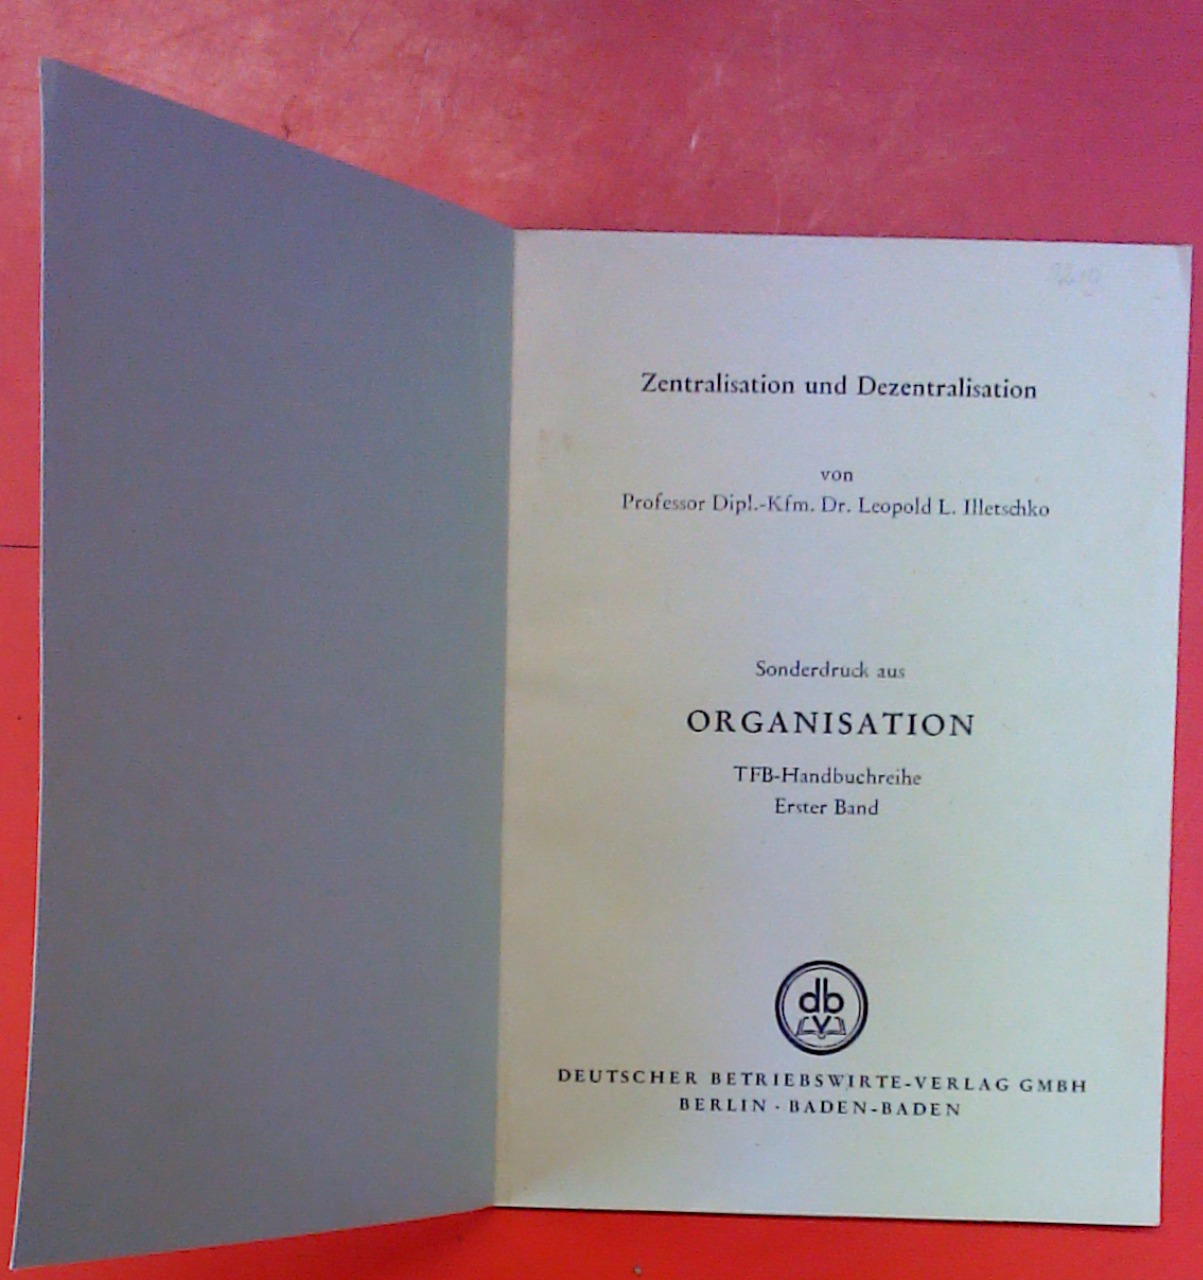 Zentralisation und Dezentralisation
von
Professor Dipl.-Kfm. Dr. Leopold L. Illetschko
Sonderdruck aus
ORGANISATION
TFB-Handbuchreihe
Erster Band
db
v
DEUTSCHER BETRIEBSWIRTE-VERLAG GMBH
BERLIN · BADEN-BADEN